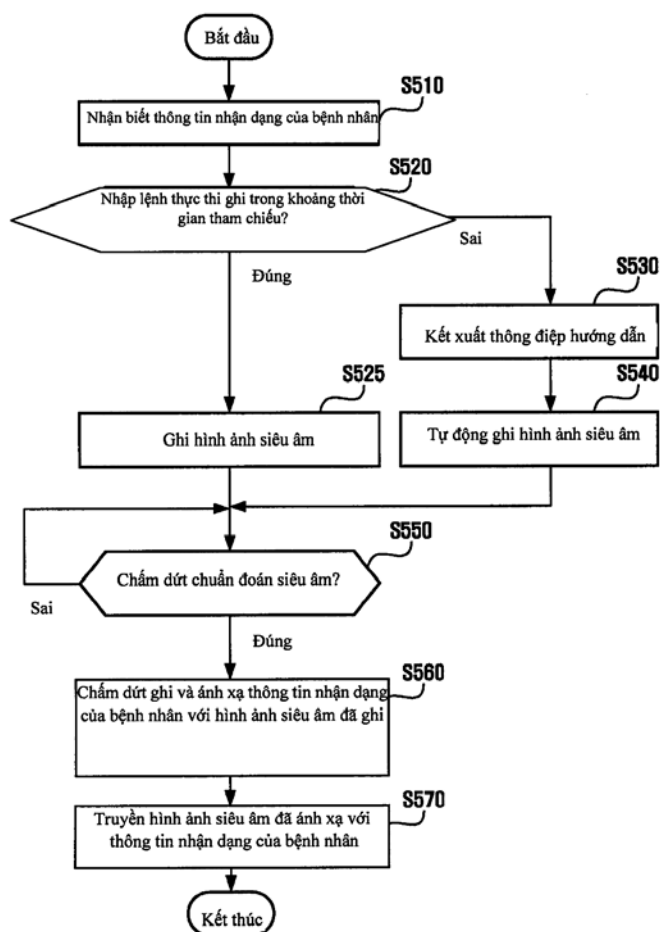 Bắt đầu
S510
Nhận biết thông tin nhận dạng của bệnh nhân
S520
Nhập lệnh thực thi ghi trong khoảng thời
gian tham chiếu?
Sai
Đúng
S530
Kết xuất thông điệp hướng dẫn
S525
Ghi hình ảnh siêu âm
S540
Tự động ghi hình ảnh siêu âm
S550
Chấm dứt chuẩn đoán siêu âm?
Sai
Đúng
S560
Chấm dứt ghi và ánh xạ thông tin nhận dạng
của bệnh nhân với hình ảnh siêu âm đã ghi
S570
Truyền hình ảnh siêu âm đã ánh xạ với
thông tin nhận dạng của bệnh nhân
Kết thúc